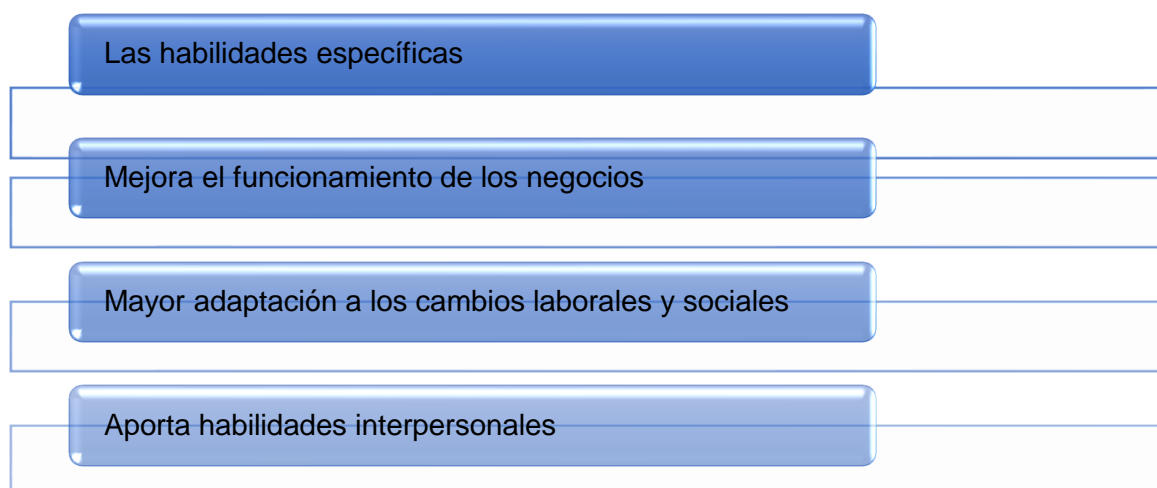 Las habilidades específicas
Mejora el funcionamiento de los negocios
Mayor adaptación a los cambios laborales y sociales
Aporta habilidades interpersonales